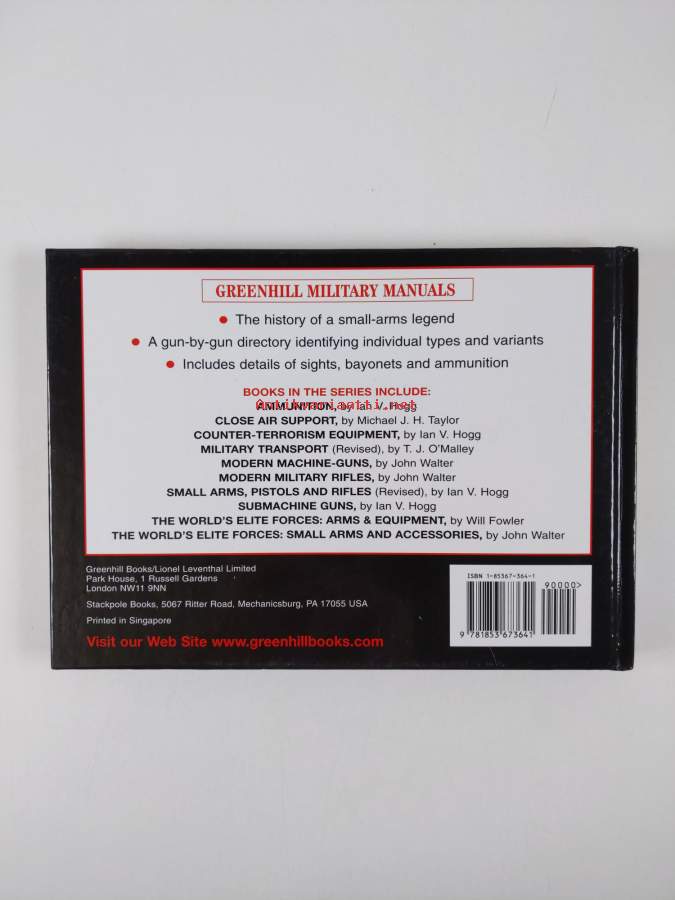 GREENHILL MILITARY MANUALS
● The history of a small-arms legend
● A gun-by-gun directory identifying individual types and variants
● Includes details of sights, bayonets and ammunition
BOOKS IN THE SERIES INCLUDE:
AMMUNITION, by Ian V. Hogg
CLOSE AIR SUPPORT, by Michael J. H. Taylor
COUNTER-TERRORISM EQUIPMENT, by Ian V. Hogg
MILITARY TRANSPORT (Revised), by T. J. O'Malley
MODERN MACHINE-GUNS, by John Walter
MODERN MILITARY RIFLES, by John Walter
SMALL ARMS, PISTOLS AND RIFLES (Revised), by Ian V. Hogg
SUBMACHINE GUNS, by Ian V. Hogg
THE WORLD'S ELITE FORCES: ARMS & EQUIPMENT, by Will Fowler
THE WORLD'S ELITE FORCES: SMALL ARMS AND ACCESSORIES, by John Walter
Greenhill Books/Lionel Leventhal Limited
Park House, 1 Russell Gardens
London NW11 9NN
Stackpole Books, 5067 Ritter Road, Mechanicsburg, PA 17055 USA
Printed in Singapore
Visit our Web Site www.greenhillbooks.com
ISBN 1-85367-364-1
90000>
9 781853 673641